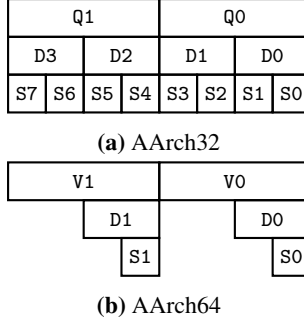 Q1 Q0
D3 D2 D1 D0
S7 S6 S5 S4 S3 S2 S1 S0
(a) AArch32
V1 V0
D1 D0
S1 S0
(b) AArch64